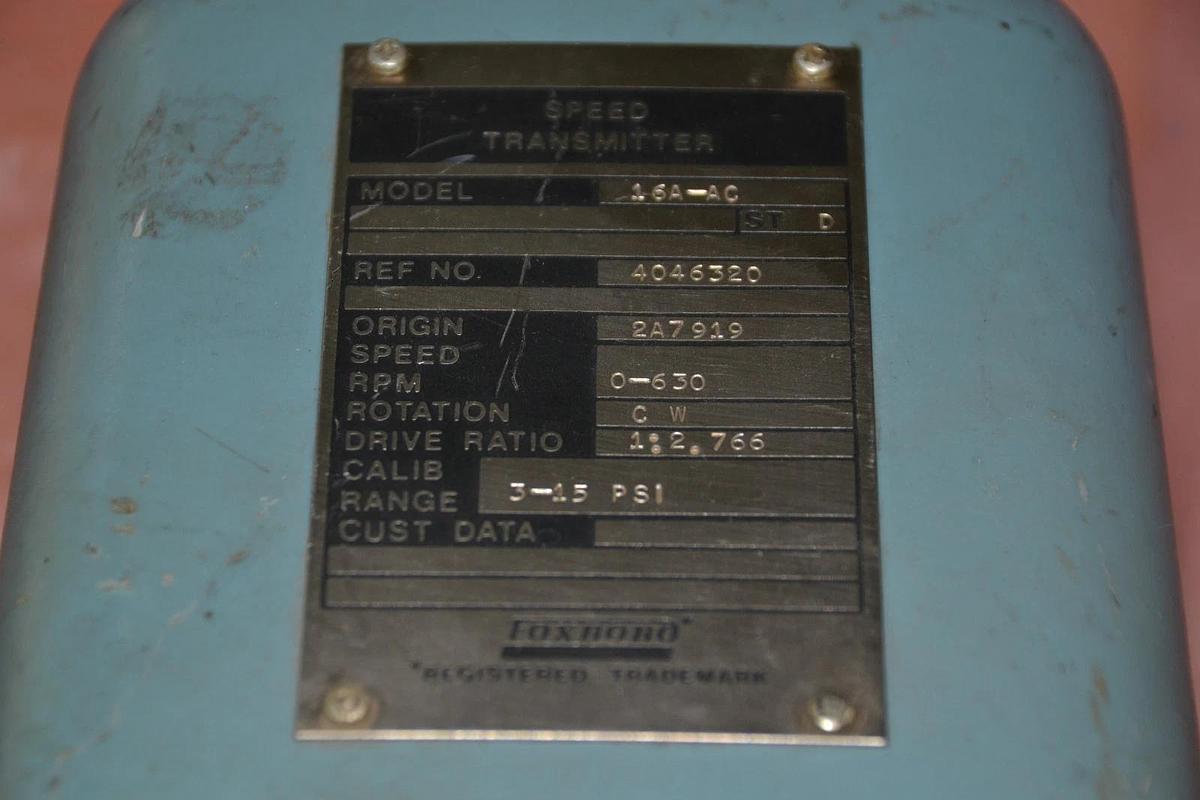 SPEED
TRANSMITTER
MODEL 16A-AC
ST D
REF NO. 4046320
ORIGIN 2A7919
SPEED
RPM 0-630
ROTATION C W
DRIVE RATIO 1:2.766
CALIB
RANGE 3-15 PSI
CUST DATA
Foxboro*
*REGISTERED TRADEMARK